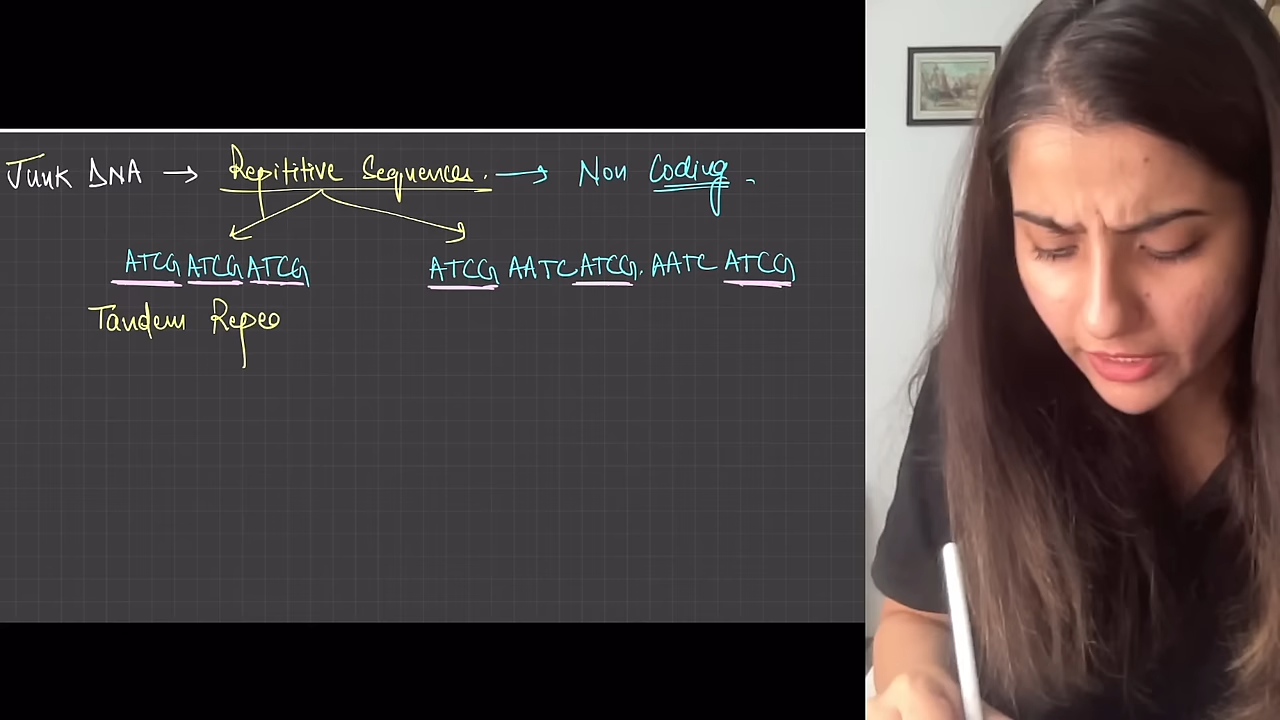 Junk DNA → Repititive Sequences. → Non Coding.
ATCG ATCG ATCG ATCG AATC ATCG. AATC ATCG
Tandem Repea